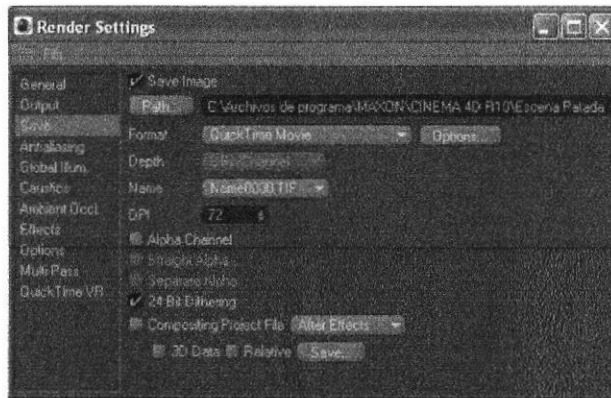 Render Settings
File
General
Output
Save
Antialiasing
Global Illum.
Caustics
Ambient Occl.
Effects
Options
Multi Pass
QuickTime VR
Save Image
Path... C:\Archivos de programa\MAXON\CINEMA 4D R10\Escena Palada
Format QuickTime Movie Options...
Depth 8 Bit/Channel
Name Name0000.TIF
DPI 72
Alpha Channel
Straight Alpha
Separate Alpha
24 Bit Dithering
Compositing Project File After Effects
3D Data Relative Save...